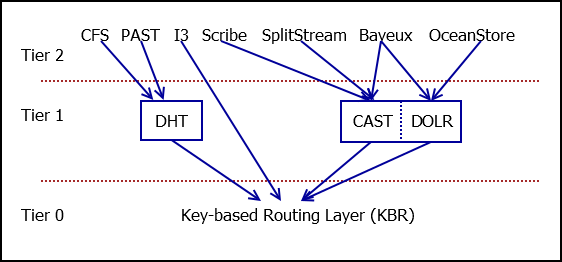 CFS PAST I3 Scribe SplitStream Bayeux OceanStore
Tier 2
Tier 1
DHT CAST DOLR
Tier 0 Key-based Routing Layer (KBR)